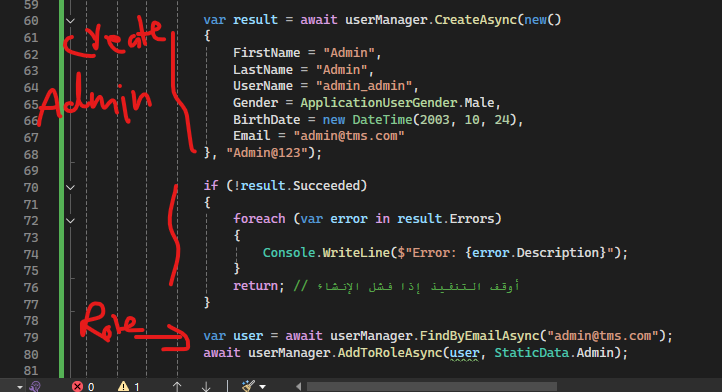 59
60 var result = await userManager.CreateAsync(new()
61 {
62 FirstName = "Admin",
63 LastName = "Admin",
64 UserName = "admin_admin",
65 Gender = ApplicationUserGender.Male,
66 BirthDate = new DateTime(2003, 10, 24),
67 Email = "admin@tms.com"
68 }, "Admin@123");
69
70 if (!result.Succeeded)
71 {
72 foreach (var error in result.Errors)
73 {
74 Console.WriteLine($"Error: {error.Description}");
75 }
76 return; // أوقف التنفيذ إذا فشل الإنشاء
77 }
78
79 var user = await userManager.FindByEmailAsync("admin@tms.com");
80 await userManager.AddToRoleAsync(user, StaticData.Admin);
81
create
Admin
Role
0 1